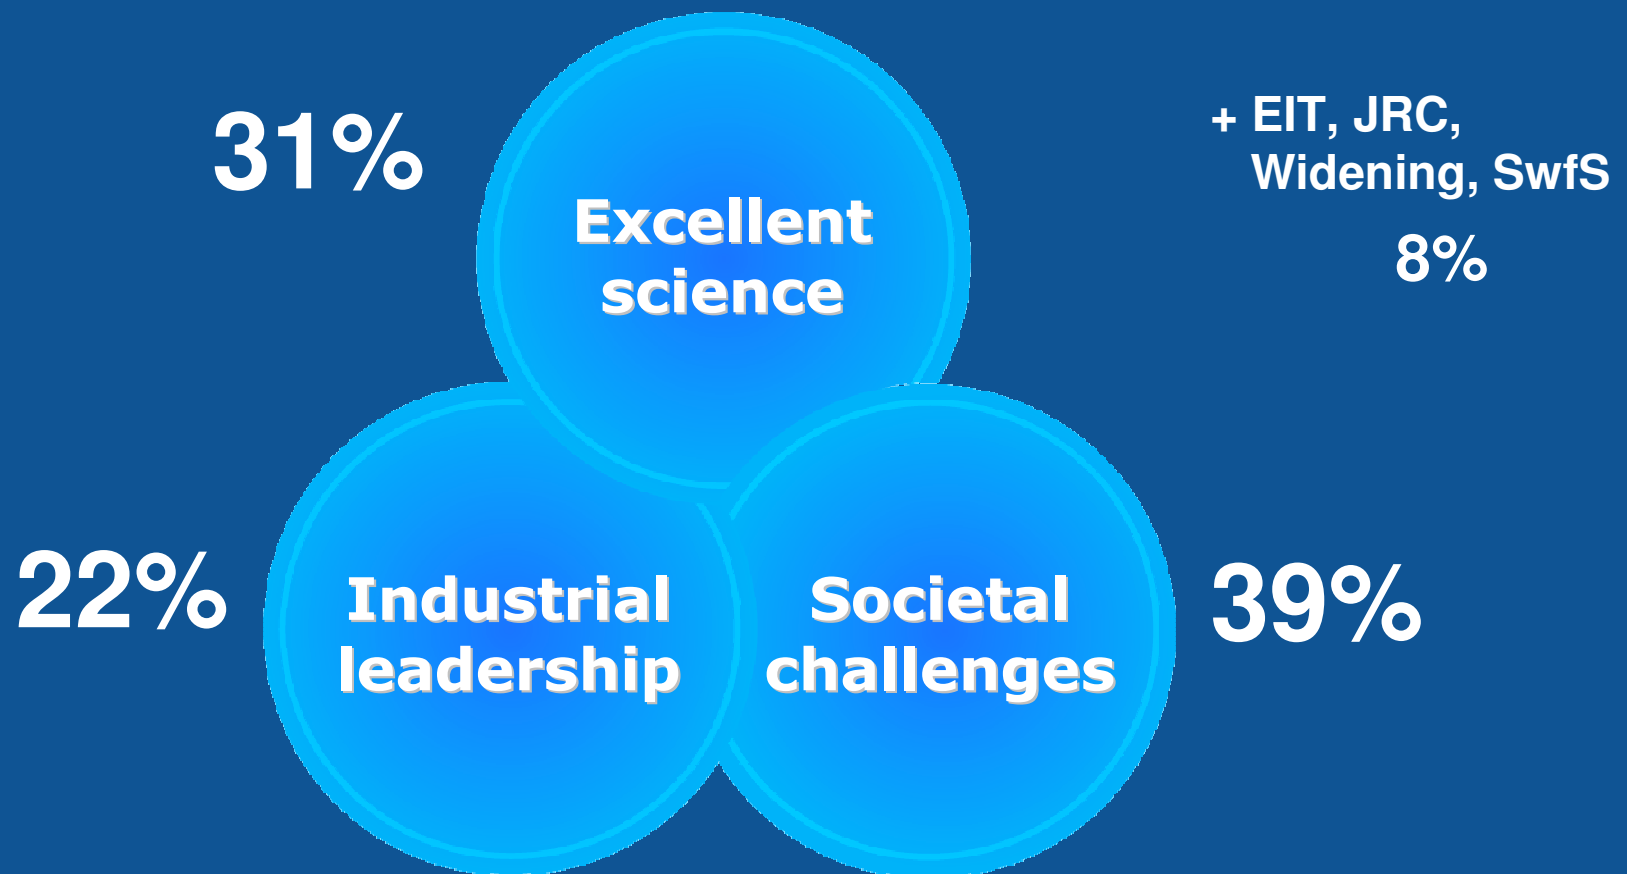 31%
Excellent
science
+ EIT, JRC,
Widening, SwfS
8%
22%
Industrial
leadership
Societal
challenges
39%